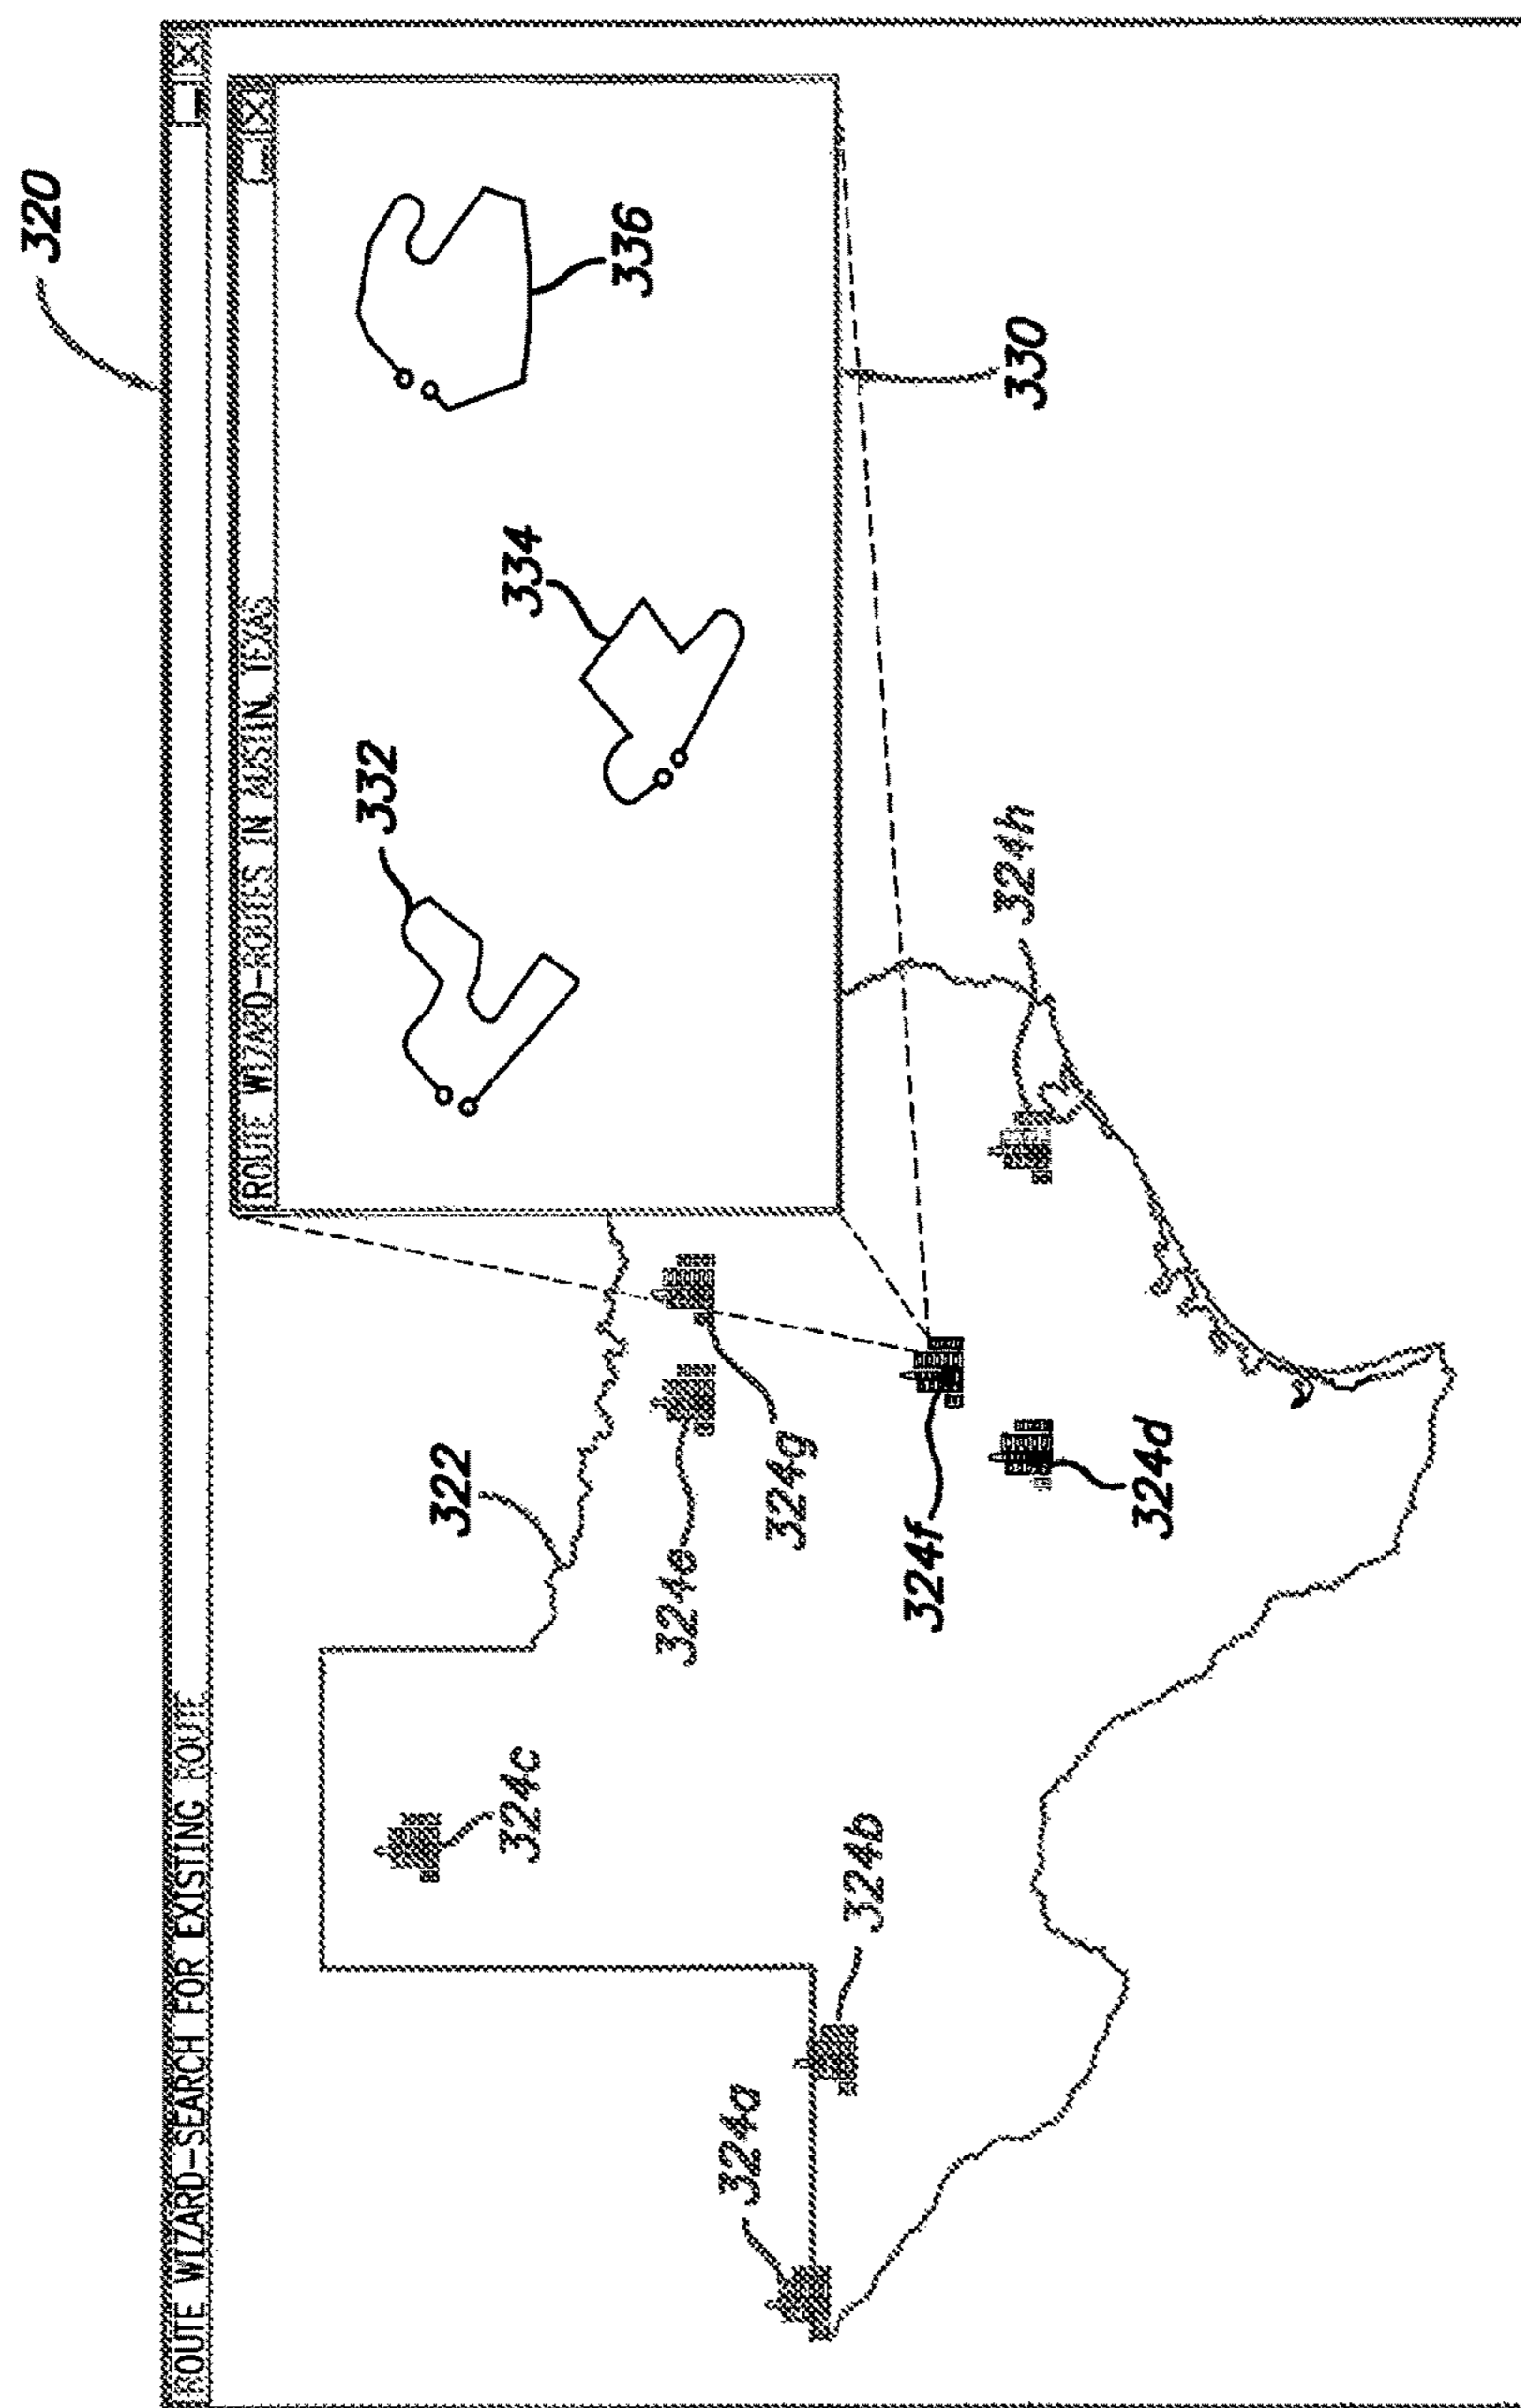 320
ROUTE WIZARD-SEARCH FOR EXISTING ROUTE
ROUTE WIZARD-ROUTES IN AUSTIN, TEXAS
332
334
336
322
330
324a
324b
324c
324e
324g
324f
324d
324h